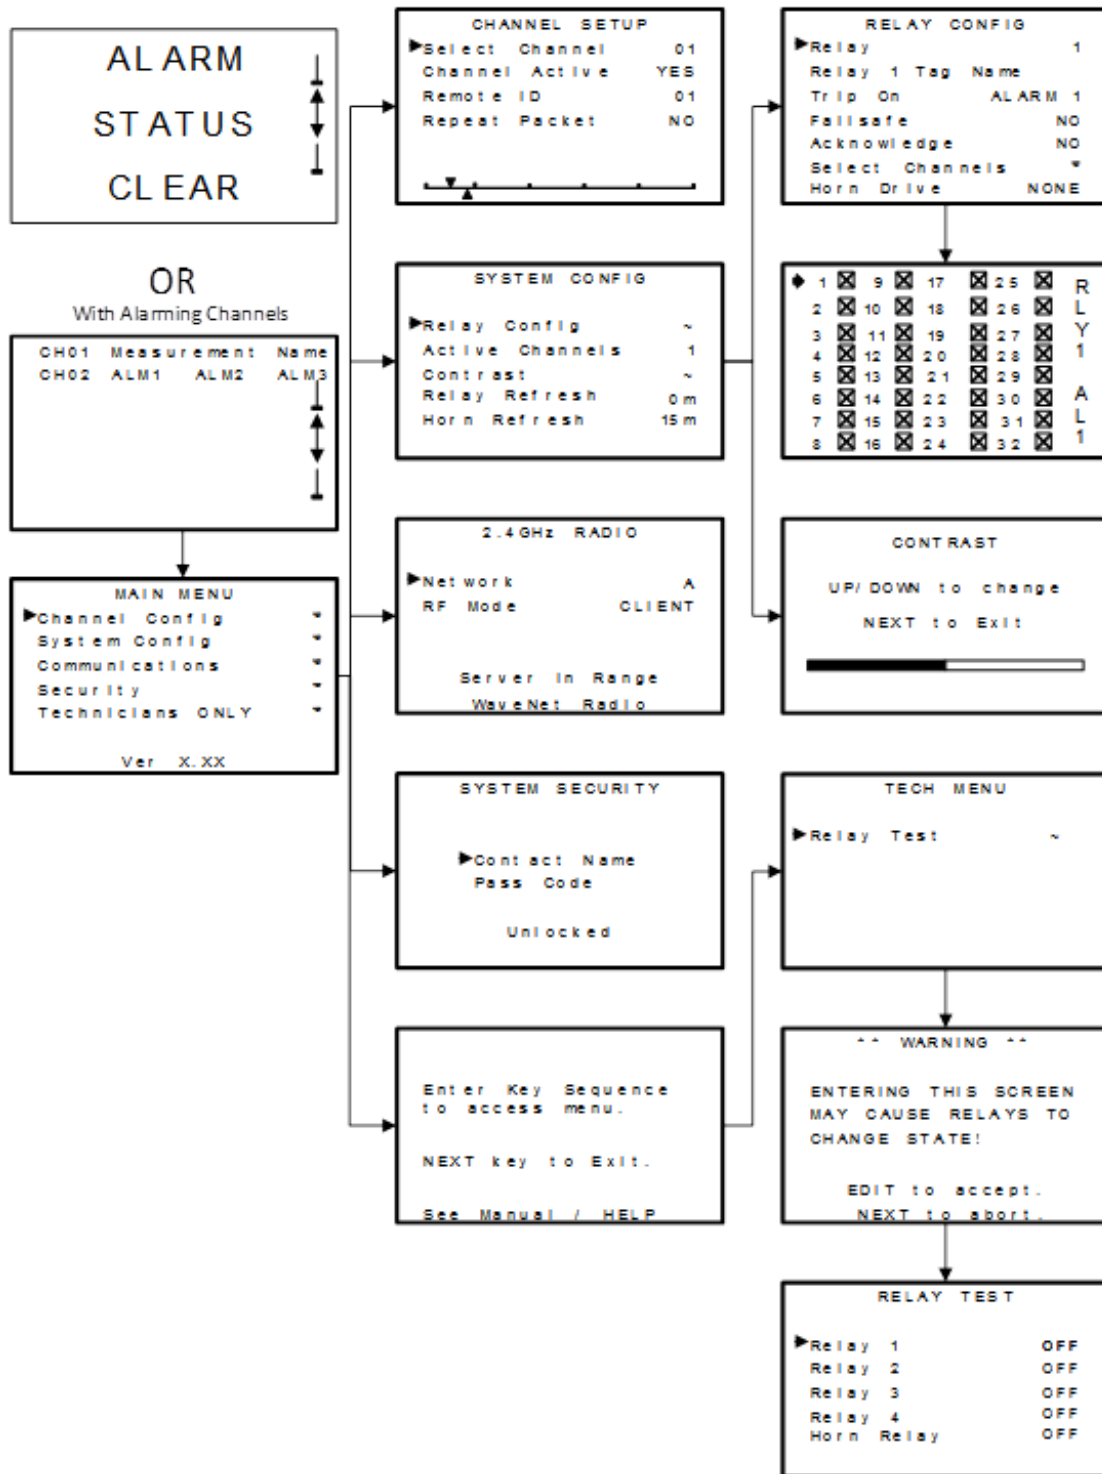 ALARM
STATUS
CLEAR
OR
With Alarming Channels
CH01 Measurement Name
CH02 ALM1 ALM2 ALM3
MAIN MENU
Channel Config
System Config
Communications
Security
Technicians ONLY
Ver X.XX
CHANNEL SETUP
Select Channel 01
Channel Active YES
Remote ID 01
Repeat Packet NO
SYSTEM CONFIG
Relay Config ~
Active Channels 1
Contrast ~
Relay Refresh 0m
Horn Refresh 15m
2.4GHz RADIO
Network A
RF Mode CLIENT
Server In Range
WaveNet Radio
SYSTEM SECURITY
Contact Name
Pass Code
Unlocked
Enter Key Sequence
to access menu.
NEXT key to Exit.
See Manual / HELP
RELAY CONFIG
Relay 1
Relay 1 Tag Name
Trip On ALARM 1
Failsafe NO
Acknowledge NO
Select Channels
Horn Drive NONE
1 9 17 25
2 10 18 26
3 11 19 27
4 12 20 28
5 13 21 29
6 14 22 30
7 15 23 31
8 16 24 32
RLY1 AL1
CONTRAST
UP/DOWN to change
NEXT to Exit
TECH MENU
Relay Test ~
** WARNING **
ENTERING THIS SCREEN
MAY CAUSE RELAYS TO
CHANGE STATE!
EDIT to accept.
NEXT to abort.
RELAY TEST
Relay 1 OFF
Relay 2 OFF
Relay 3 OFF
Relay 4 OFF
Horn Relay OFF